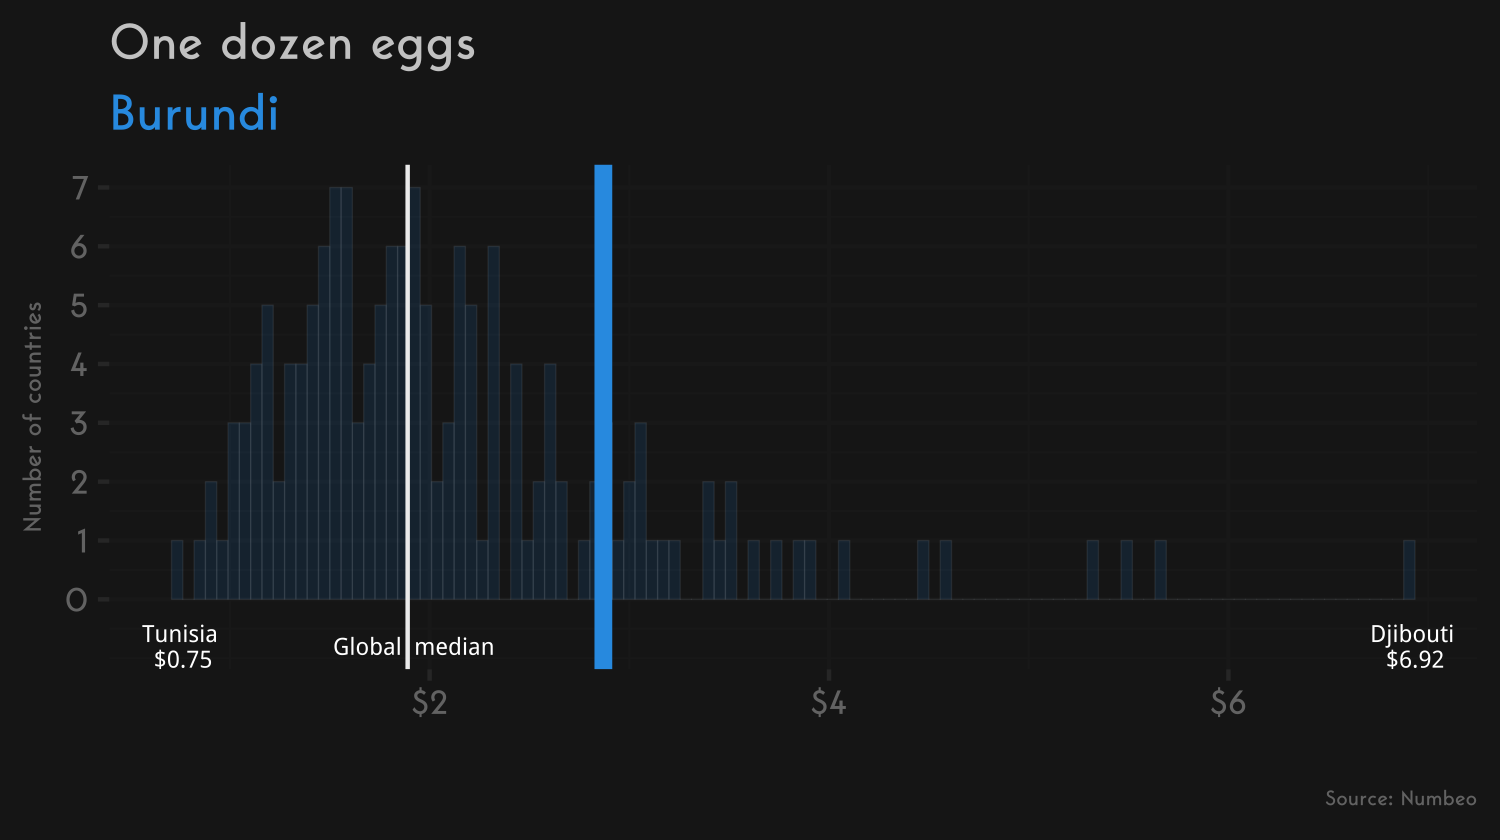 One dozen eggs
Burundi
Number of countries
7
6
5
4
3
2
1
0
Tunisia
$0.75
Global median
Djibouti
$6.92
$2
$4
$6
Source: Numbeo